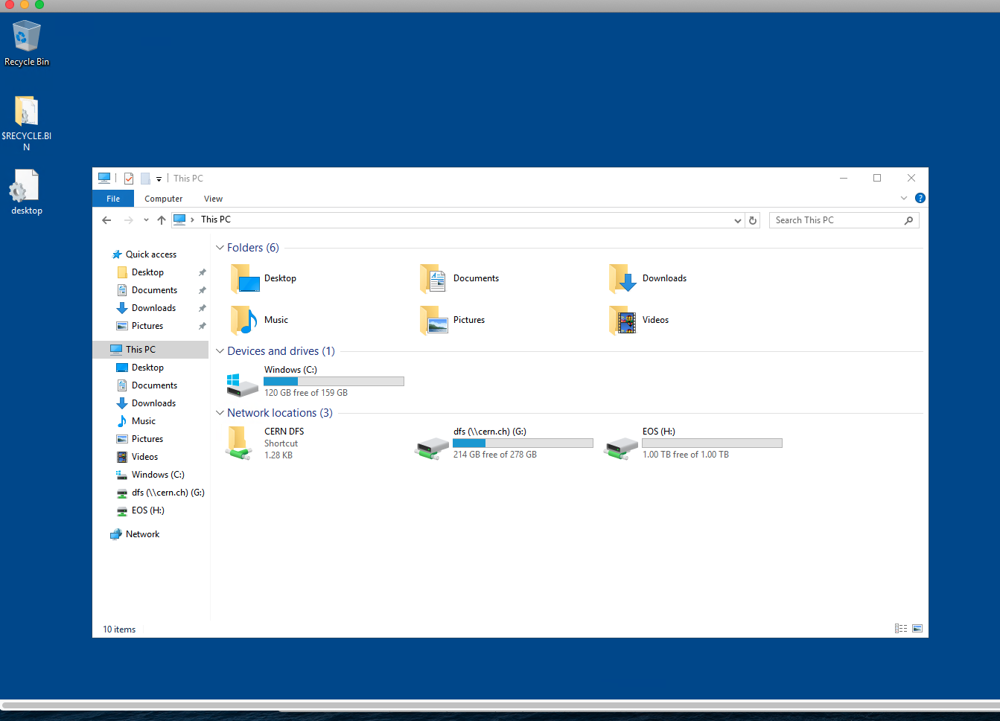 Recycle Bin
$RECYCLE.BI
N
desktop
This PC
File
Computer
View
?
This PC
Search This PC
Quick access
Desktop
Documents
Downloads
Pictures
This PC
Desktop
Documents
Downloads
Music
Pictures
Videos
Windows (C:)
dfs (\\cern.ch) (G:)
EOS (H:)
Network
Folders (6)
Desktop
Documents
Downloads
Music
Pictures
Videos
Devices and drives (1)
Windows (C:)
120 GB free of 159 GB
Network locations (3)
CERN DFS
Shortcut
1.28 KB
dfs (\\cern.ch) (G:)
214 GB free of 278 GB
EOS (H:)
1.00 TB free of 1.00 TB
10 items